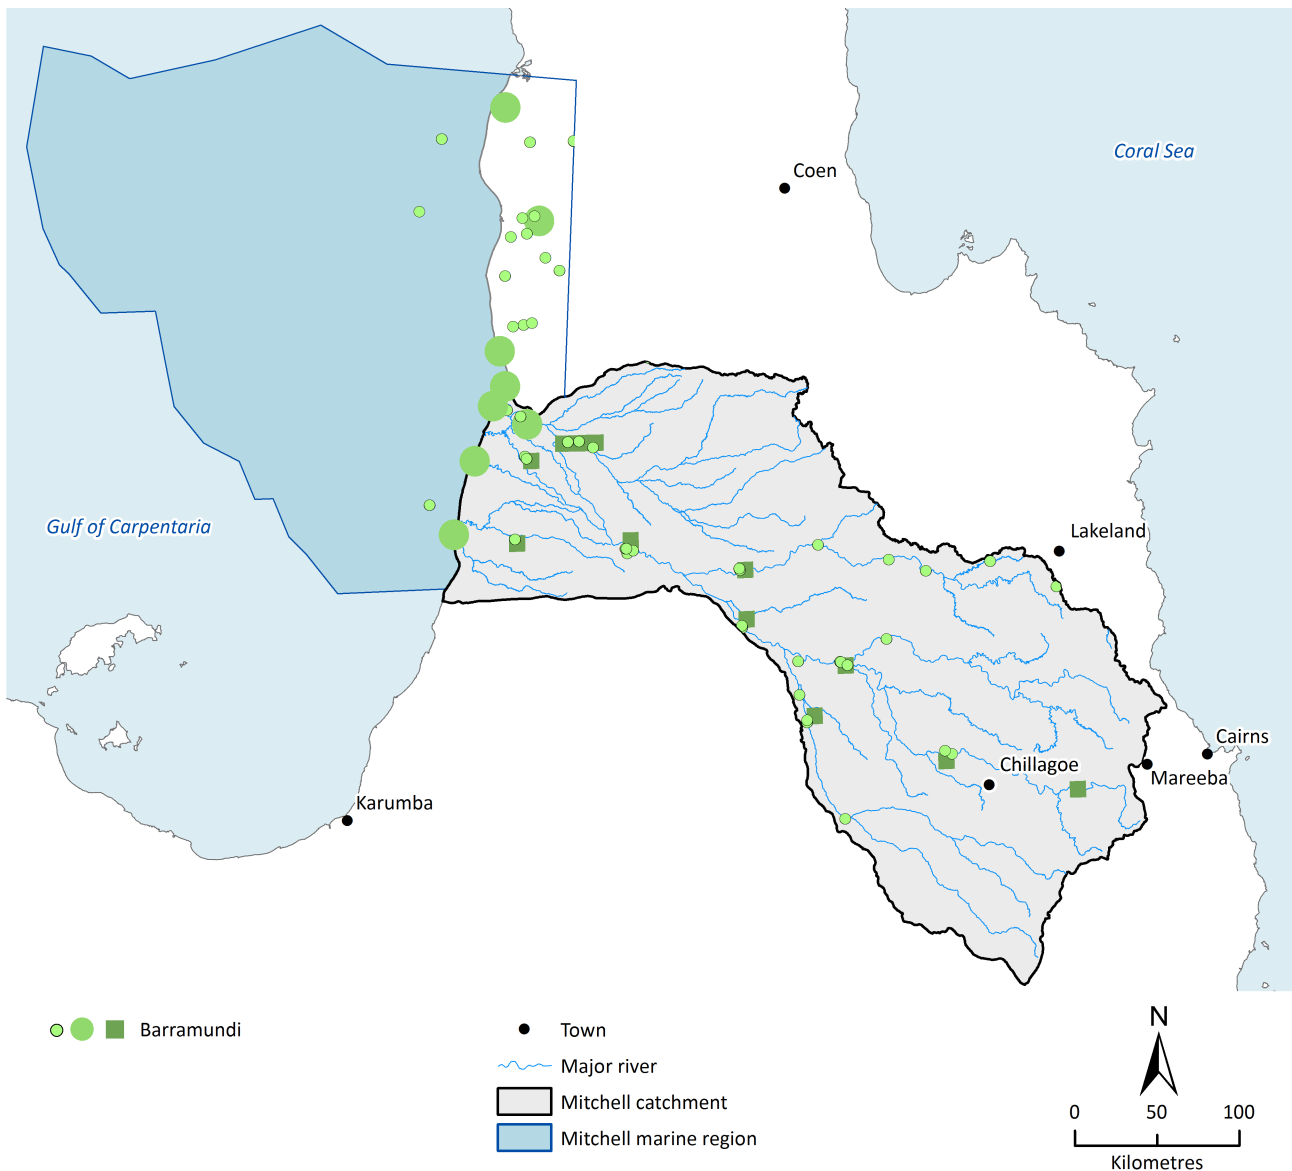 Coral Sea
Coen
Gulf of Carpentaria
Lakeland
Cairns
Chillagoe
Mareeba
Karumba
Barramundi
Town
Major river
Mitchell catchment
Mitchell marine region
N
0 50 100
Kilometres